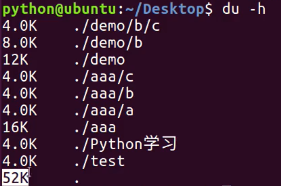 python@ubuntu:~/Desktop$ du -h
4.0K    ./demo/b/c
8.0K    ./demo/b
12K     ./demo
4.0K    ./aaa/c
4.0K    ./aaa/b
4.0K    ./aaa/a
16K     ./aaa
4.0K    ./Python学习
4.0K    ./test
52K     .